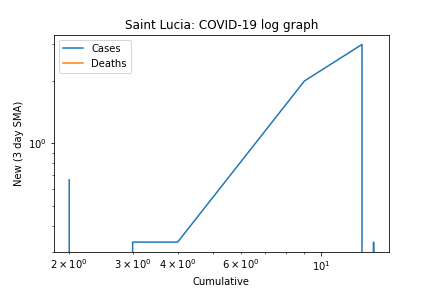 Saint Lucia: COVID-19 log graph
Cases
Deaths
New (3 day SMA)
10⁰
2 × 10⁰ 3 × 10⁰ 4 × 10⁰ 6 × 10⁰ 10¹
Cumulative